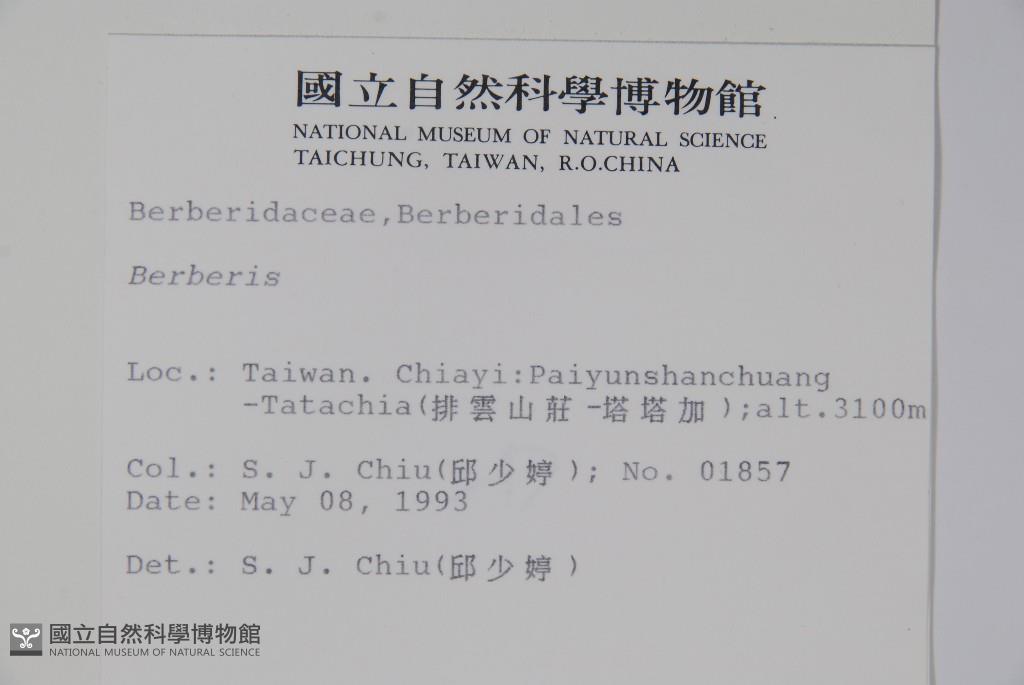 國立自然科學博物館
NATIONAL MUSEUM OF NATURAL SCIENCE
TAICHUNG, TAIWAN, R.O.CHINA
Berberidaceae,Berberidales
Berberis
Loc.: Taiwan. Chiayi:Paiyunshanchuang
-Tatachia(排雲山莊-塔塔加);alt.3100m
Col.: S. J. Chiu(邱少婷); No. 01857
Date: May 08, 1993
Det.: S. J. Chiu(邱少婷)
國立自然科學博物館
NATIONAL MUSEUM OF NATURAL SCIENCE